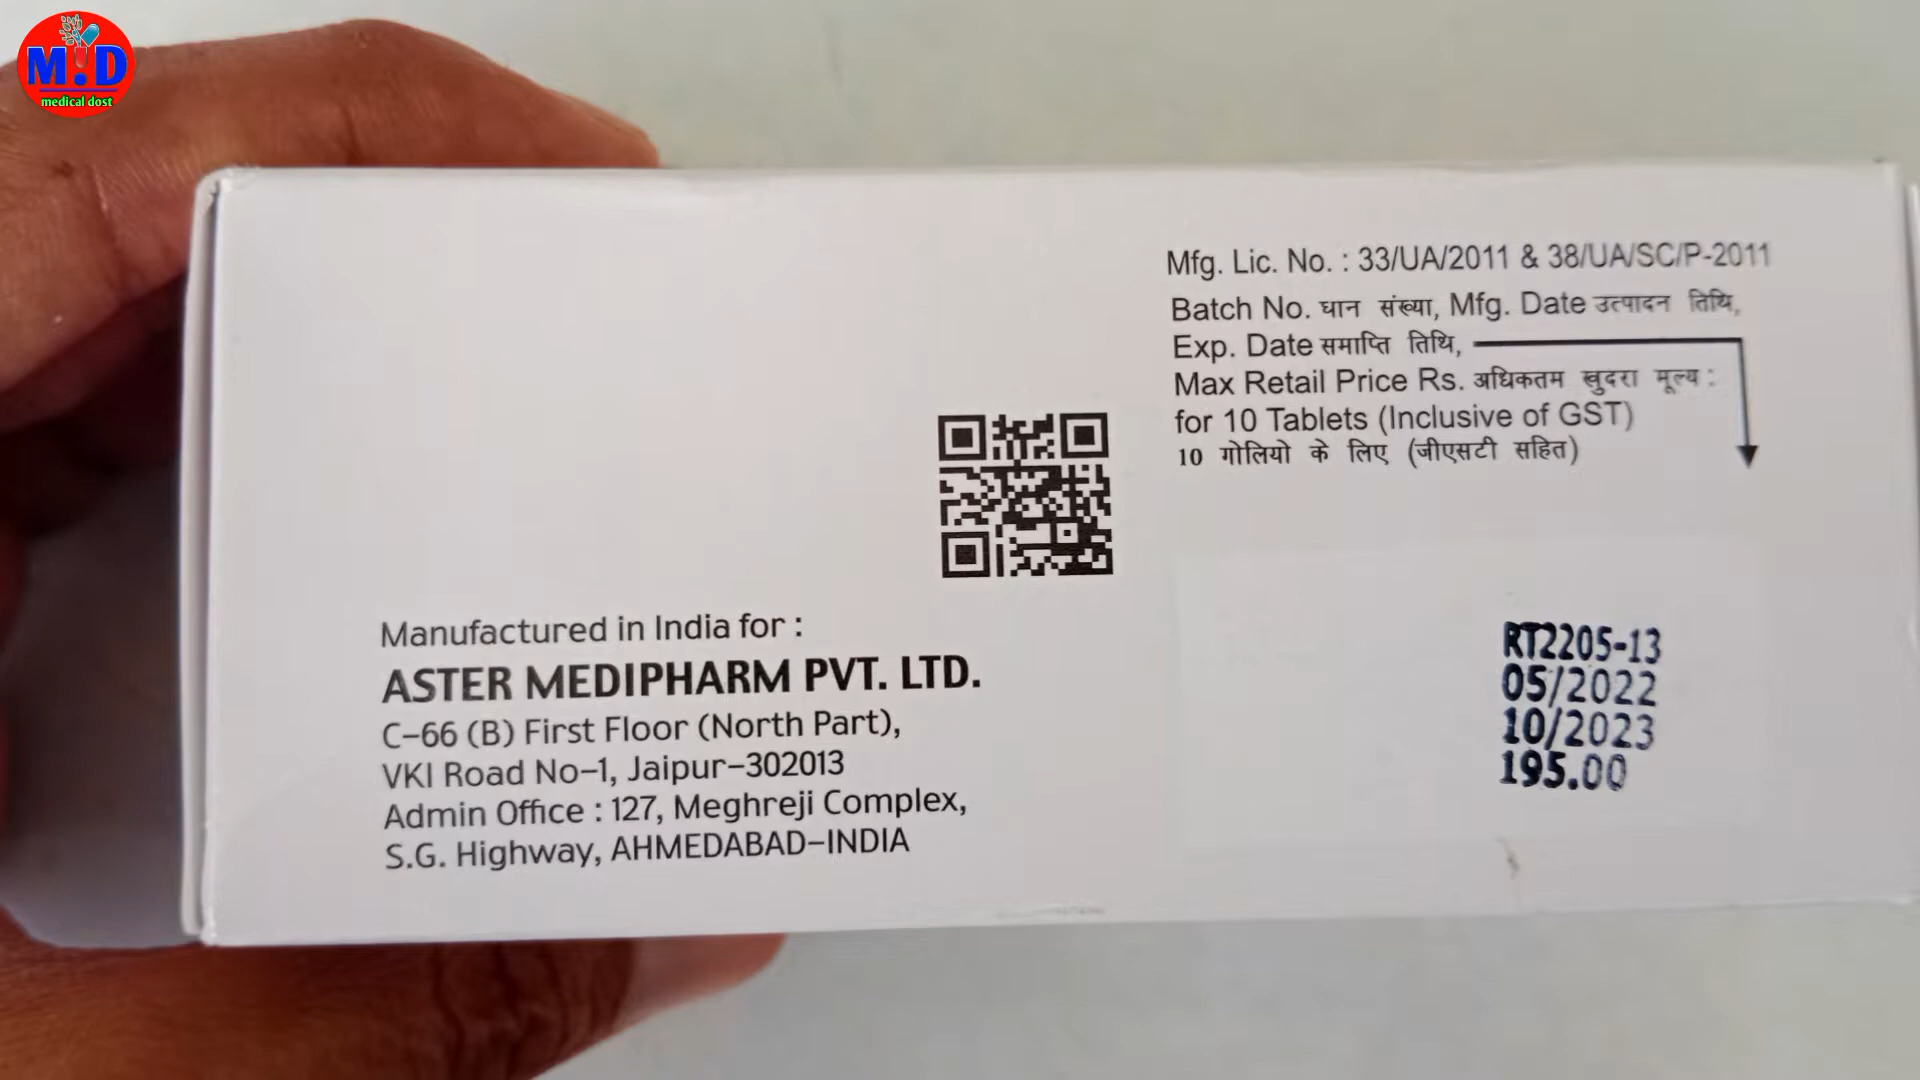 M.D
medical dost
Mfg. Lic. No. : 33/UA/2011 & 38/UA/SC/P-2011
Batch No. घान संख्या, Mfg. Date उत्पादन तिथि,
Exp. Date समाप्ति तिथि,
Max Retail Price Rs. अधिकतम खुदरा मूल्य :
for 10 Tablets (Inclusive of GST)
10 गोलियो के लिए (जीएसटी सहित)
Manufactured in India for :
ASTER MEDIPHARM PVT. LTD.
C-66 (B) First Floor (North Part),
VKI Road No-1, Jaipur-302013
Admin Office : 127, Meghreji Complex,
S.G. Highway, AHMEDABAD-INDIA
RT2205-13
05/2022
10/2023
195.00